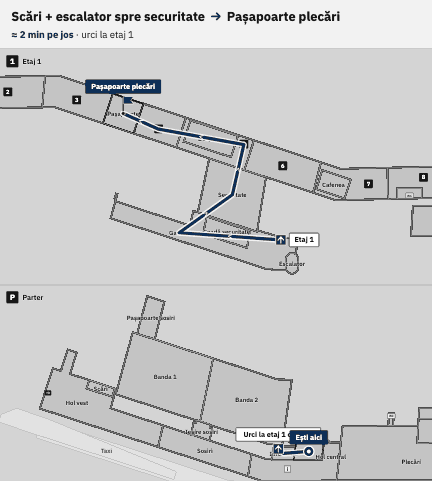 Scări + escalator spre securitate → Pașapoarte plecări
≈ 2 min pe jos · urci la etaj 1
1 Etaj 1
Pașapoarte plecări
2
3
6
Cafenea
7
8
Etaj 1
Escalator
P Parter
Pașapoarte sosiri
Banda 1
Banda 2
Scări
Hol vest
Urci la etaj 1
Ești aici
Ieșire sosiri
Hol central
Taxi
Sosiri
Plecări